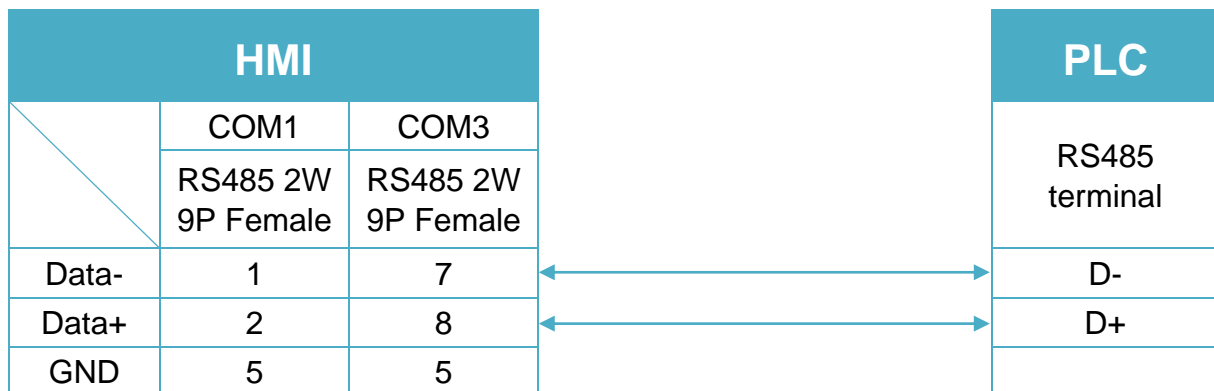 HMI PLC
COM1 COM3
RS485 2W RS485 2W
9P Female 9P Female
RS485
terminal
Data- 1 7 D-
Data+ 2 8 D+
GND 5 5